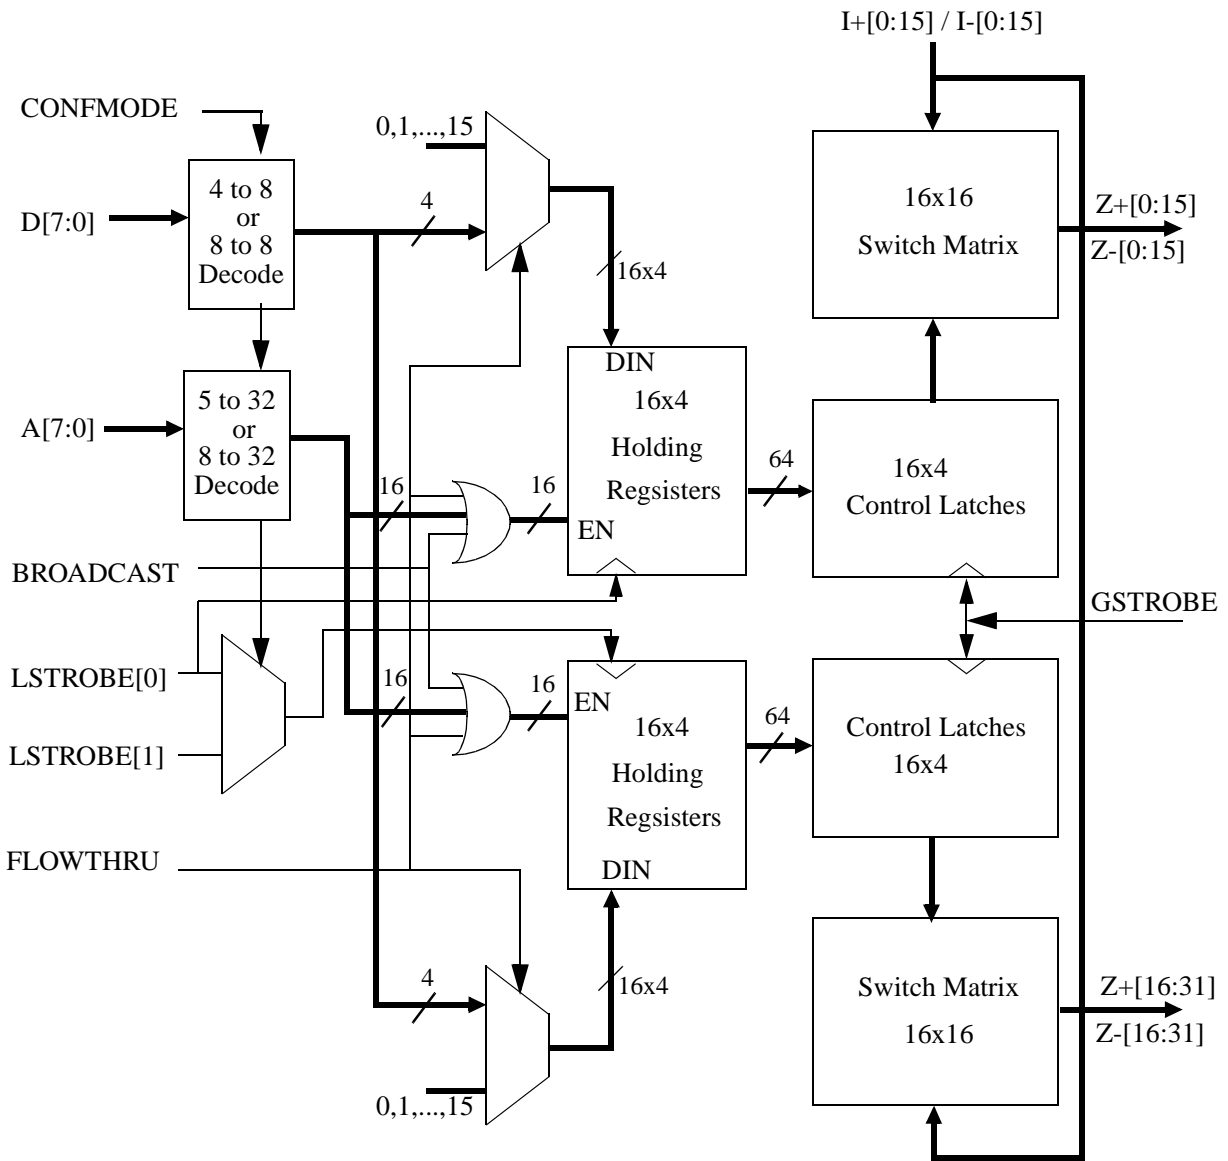 I+[0:15] / I-[0:15]
CONFMODE
0,1,...,15
4 to 8
or
8 to 8
Decode
D[7:0]
4
16x16
Switch Matrix
Z+[0:15]
Z-[0:15]
16x4
DIN
16x4
Holding
Regsisters
EN
5 to 32
or
8 to 32
Decode
A[7:0]
16
16
64
16x4
Control Latches
BROADCAST
GSTROBE
LSTROBE[0]
LSTROBE[1]
16
16
EN
16x4
Holding
Regsisters
DIN
64
Control Latches
16x4
FLOWTHRU
4
16x4
0,1,...,15
Switch Matrix
16x16
Z+[16:31]
Z-[16:31]